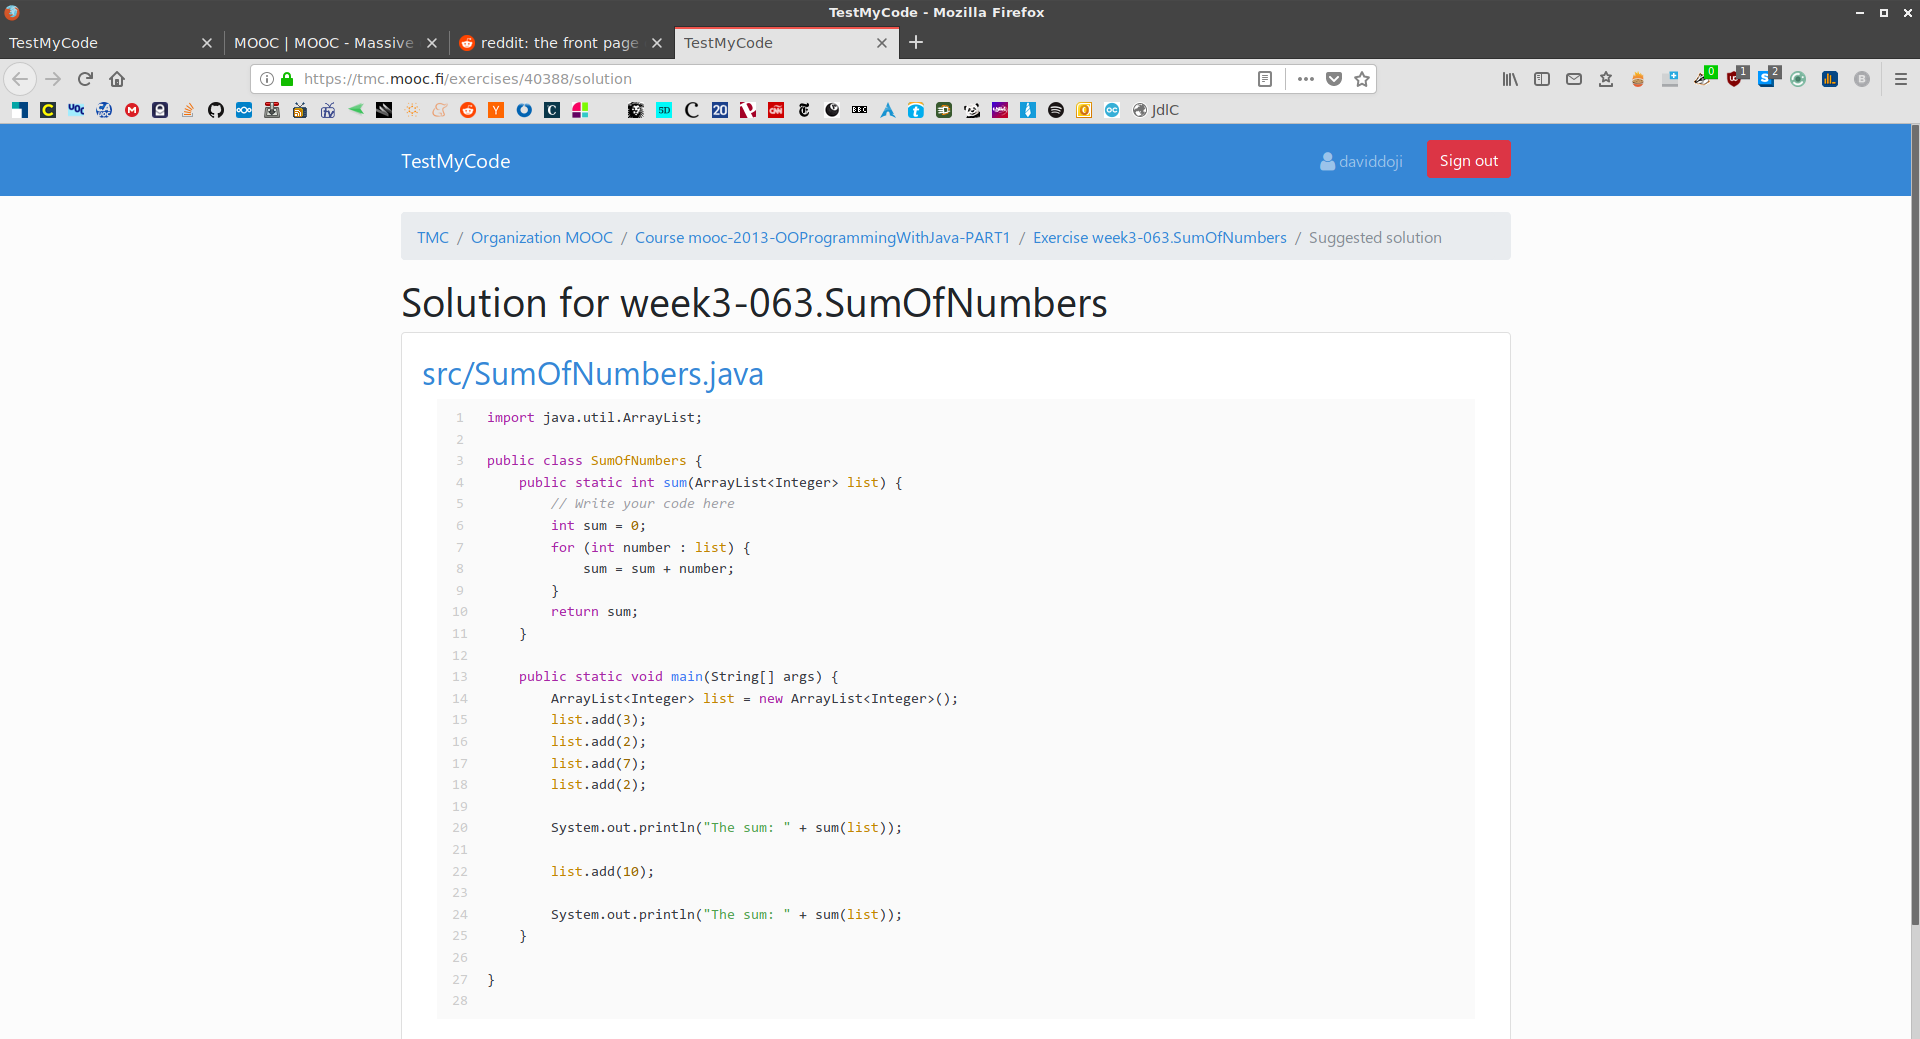 TestMyCode - Mozilla Firefox
TestMyCode
MOOC | MOOC - Massive
reddit: the front page
TestMyCode
https://tmc.mooc.fi/exercises/40388/solution
0
1
2
JdlC
TestMyCode
daviddoji
Sign out
TMC / Organization MOOC / Course mooc-2013-OOProgrammingWithJava-PART1 / Exercise week3-063.SumOfNumbers / Suggested solution
Solution for week3-063.SumOfNumbers
src/SumOfNumbers.java
1 import java.util.ArrayList;
2
3 public class SumOfNumbers {
4     public static int sum(ArrayList<Integer> list) {
5         // Write your code here
6         int sum = 0;
7         for (int number : list) {
8             sum = sum + number;
9         }
10         return sum;
11     }
12
13     public static void main(String[] args) {
14         ArrayList<Integer> list = new ArrayList<Integer>();
15         list.add(3);
16         list.add(2);
17         list.add(7);
18         list.add(2);
19
20         System.out.println("The sum: " + sum(list));
21
22         list.add(10);
23
24         System.out.println("The sum: " + sum(list));
25     }
26
27 }
28